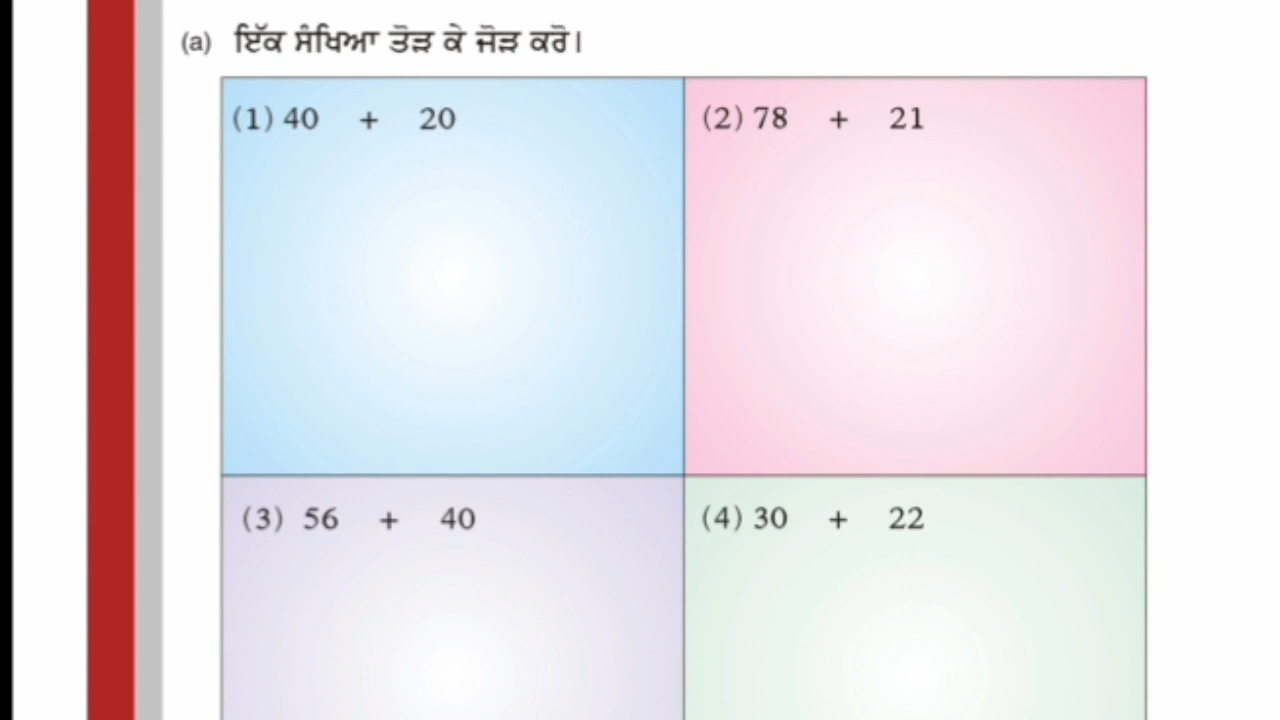 (a) ਇੱਕ ਸੰਖਿਆ ਤੋੜ ਕੇ ਜੋੜ ਕਰੋ।
(1) 40 + 20
(2) 78 + 21
(3) 56 + 40
(4) 30 + 22